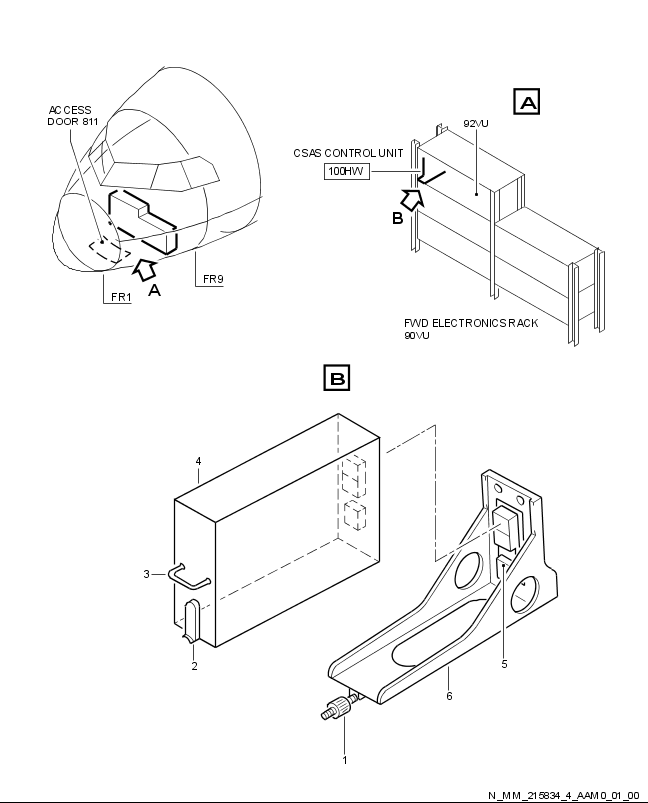 ACCESS
DOOR 811
FR1
A
FR9
A
92VU
CSAS CONTROL UNIT
100HW
B
FWD ELECTRONICS RACK
90VU
B
4
3
2
5
6
1
N_MM_215834_4_AAM0_01_00